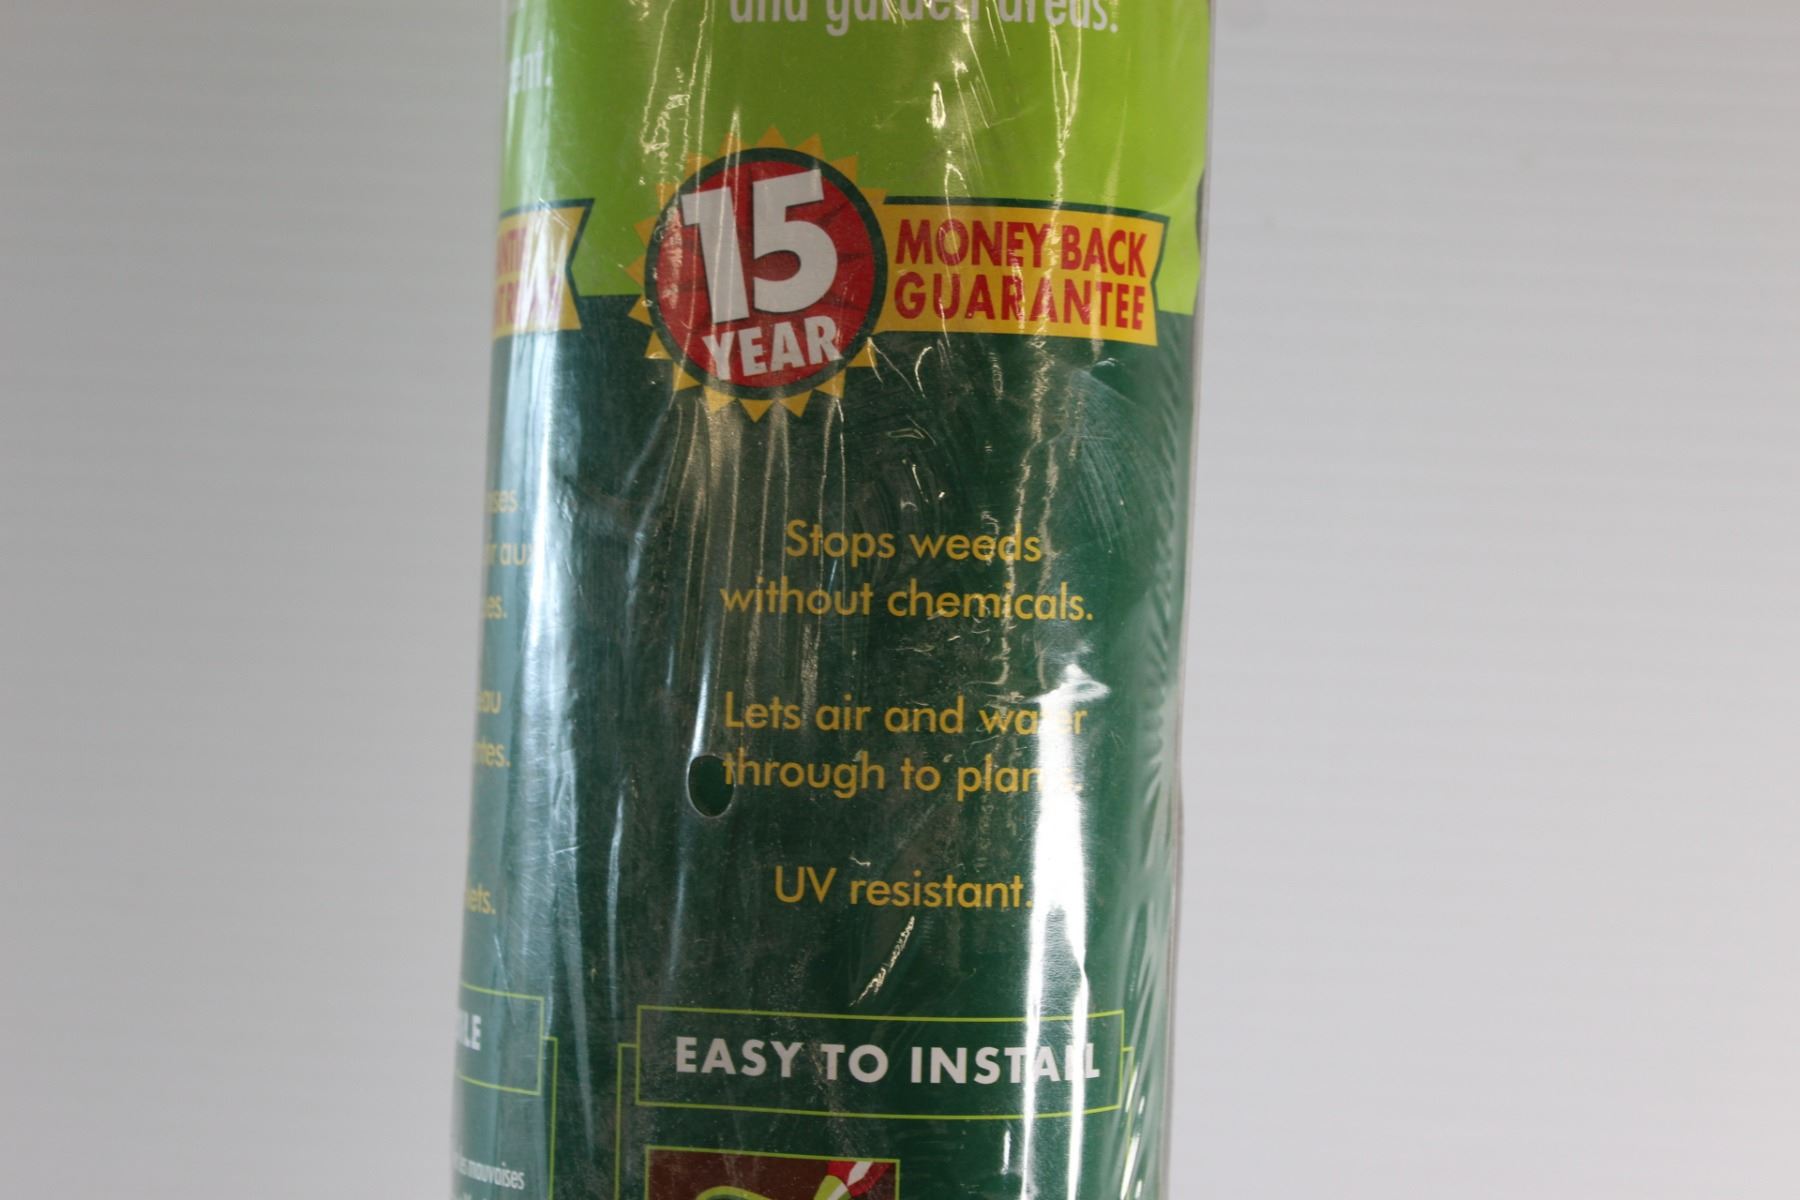 and garden areas.
15
YEAR
MONEY BACK
GUARANTEE
Stops weeds
without chemicals.
Lets air and water
through to plants.
UV resistant.
EASY TO INSTALL
mauvaises